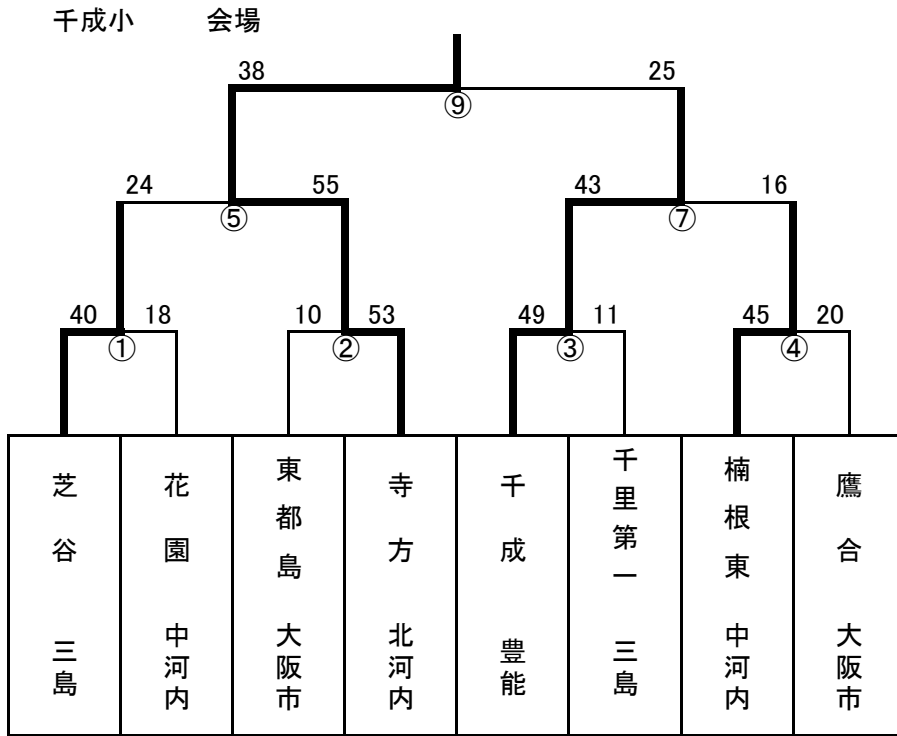 千成小 会場
38 25
⑨
24 55 43 16
⑤ ⑦
40 18 10 53 49 11 45 20
① ② ③ ④
芝谷 三島
花園 中河内
東都島 大阪市
寺方 北河内
千成 豊能
千里第一 三島
楠根東 中河内
鷹合 大阪市